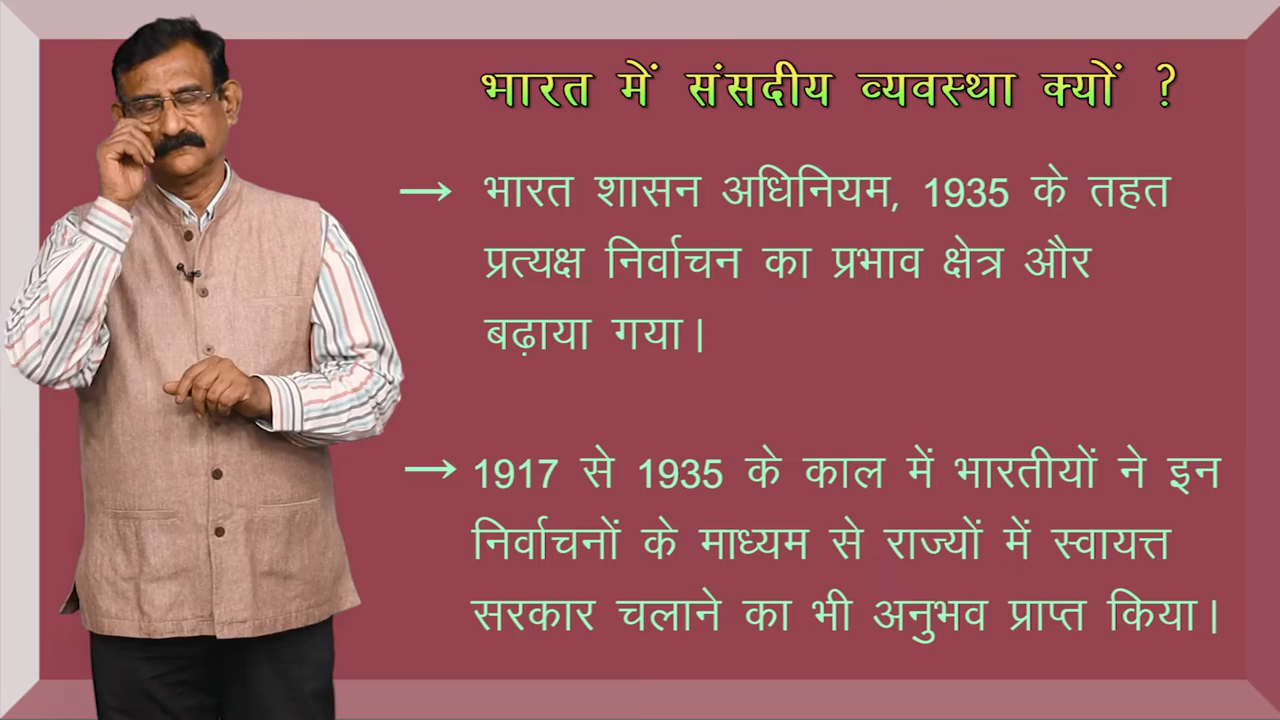 भारत में संसदीय व्यवस्था क्यों ?
→ भारत शासन अधिनियम, 1935 के तहत
प्रत्यक्ष निर्वाचन का प्रभाव क्षेत्र और
बढ़ाया गया।
→ 1917 से 1935 के काल में भारतीयों ने इन
निर्वाचनों के माध्यम से राज्यों में स्वायत्त
सरकार चलाने का भी अनुभव प्राप्त किया।